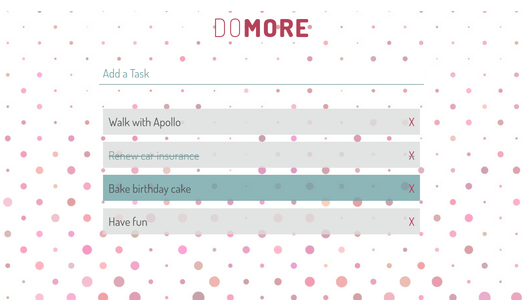 DOMORE
Add a Task
Walk with Apollo
X
Renew car insurance
X
Bake birthday cake
X
Have fun
X